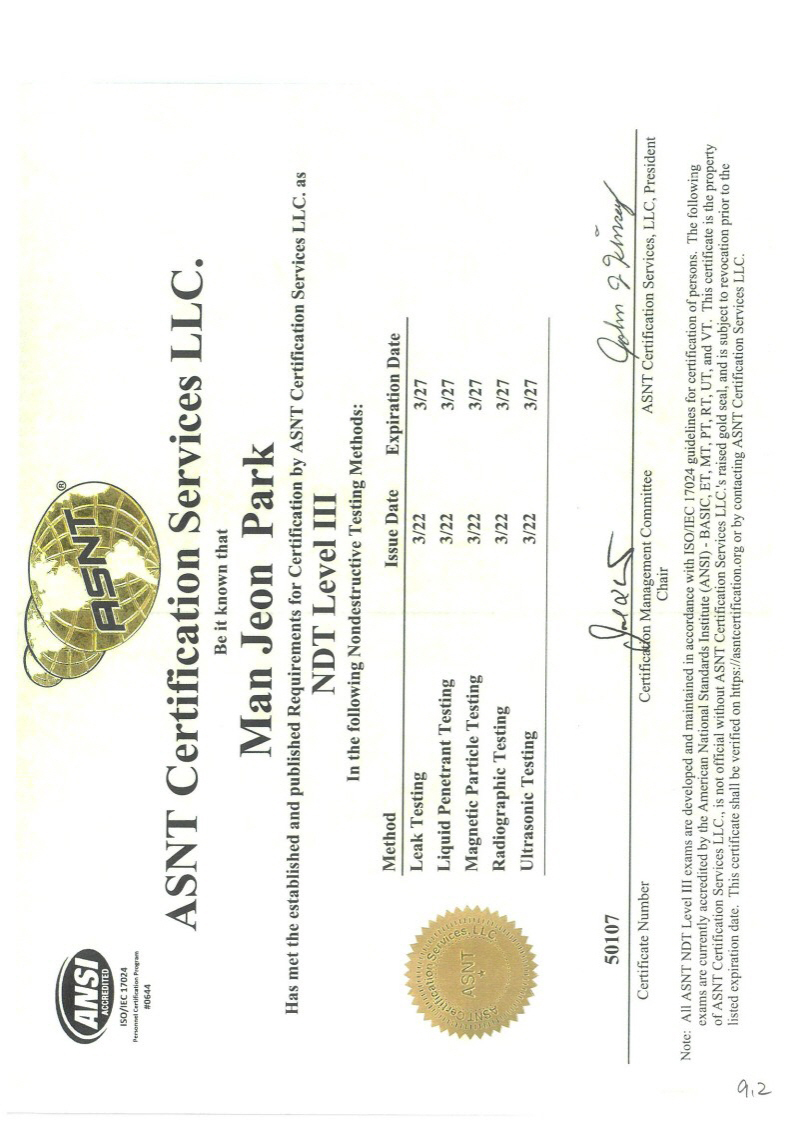 ANSI
ACCREDITED
ISO/IEC 17024
Personnel Certification Program
#0644
ASNT
®
ASNT Certification Services LLC.
Be it known that
Man Jeon Park
Has met the established and published Requirements for Certification by ASNT Certification Services LLC. as
NDT Level III
In the following Nondestructive Testing Methods:
Method Issue Date Expiration Date
Leak Testing 3/22 3/27
Liquid Penetrant Testing 3/22 3/27
Magnetic Particle Testing 3/22 3/27
Radiographic Testing 3/22 3/27
Ultrasonic Testing 3/22 3/27
Certification Services, LLC
ASNT
50107
John J Kinsey
Certificate Number
Certification Management Committee
Chair
ASNT Certification Services, LLC, President
Note: All ASNT NDT Level III exams are developed and maintained in accordance with ISO/IEC 17024 guidelines for certification of persons. The following
exams are currently accredited by the American National Standards Institute (ANSI) - BASIC, ET, MT, PT, RT, UT, and VT. This certificate is the property
of ASNT Certification Services LLC., is not official without ASNT Certification Services LLC.'s raised gold seal, and is subject to revocation prior to the
listed expiration date. This certificate shall be verified on https://asntcertification.org or by contacting ASNT Certification Services LLC.
9.2